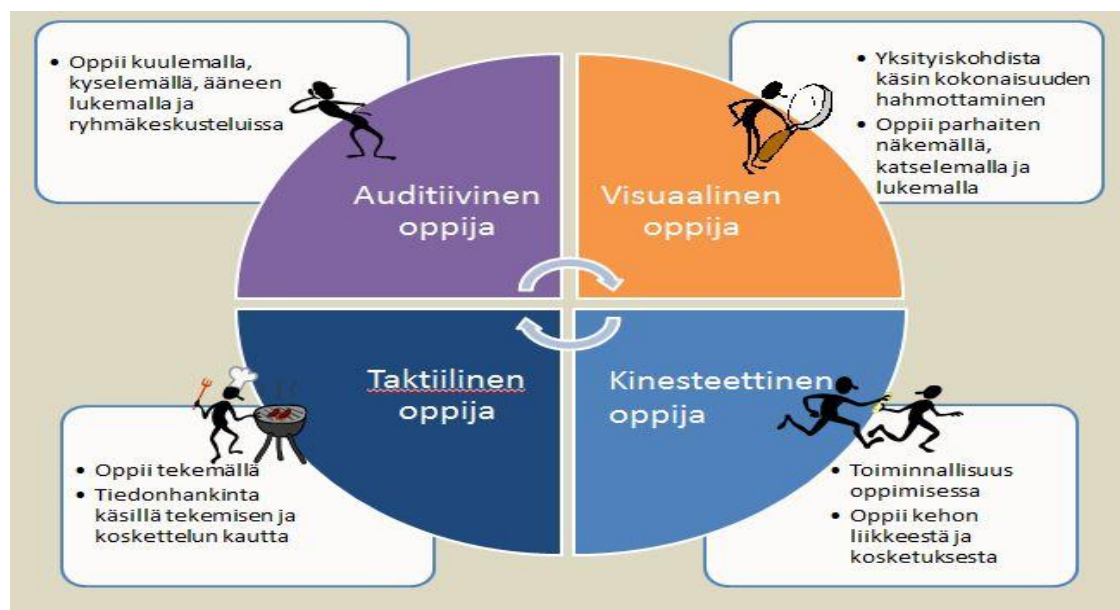 • Oppii kuulemalla,
kyselemällä, ääneen
lukemalla ja
ryhmäkeskusteluissa
Auditiivinen
oppija
• Yksityiskohdista
käsin kokonaisuuden
hahmottaminen
• Oppii parhaiten
näkemällä,
katselemalla ja
lukemalla
Visuaalinen
oppija
Taktiilinen
oppija
• Oppii tekemällä
• Tiedonhankinta
käsillä tekemisen ja
koskettelun kautta
Kinesteettinen
oppija
• Toiminnallisuus
oppimisessa
• Oppii kehon
liikkeestä ja
kosketuksesta